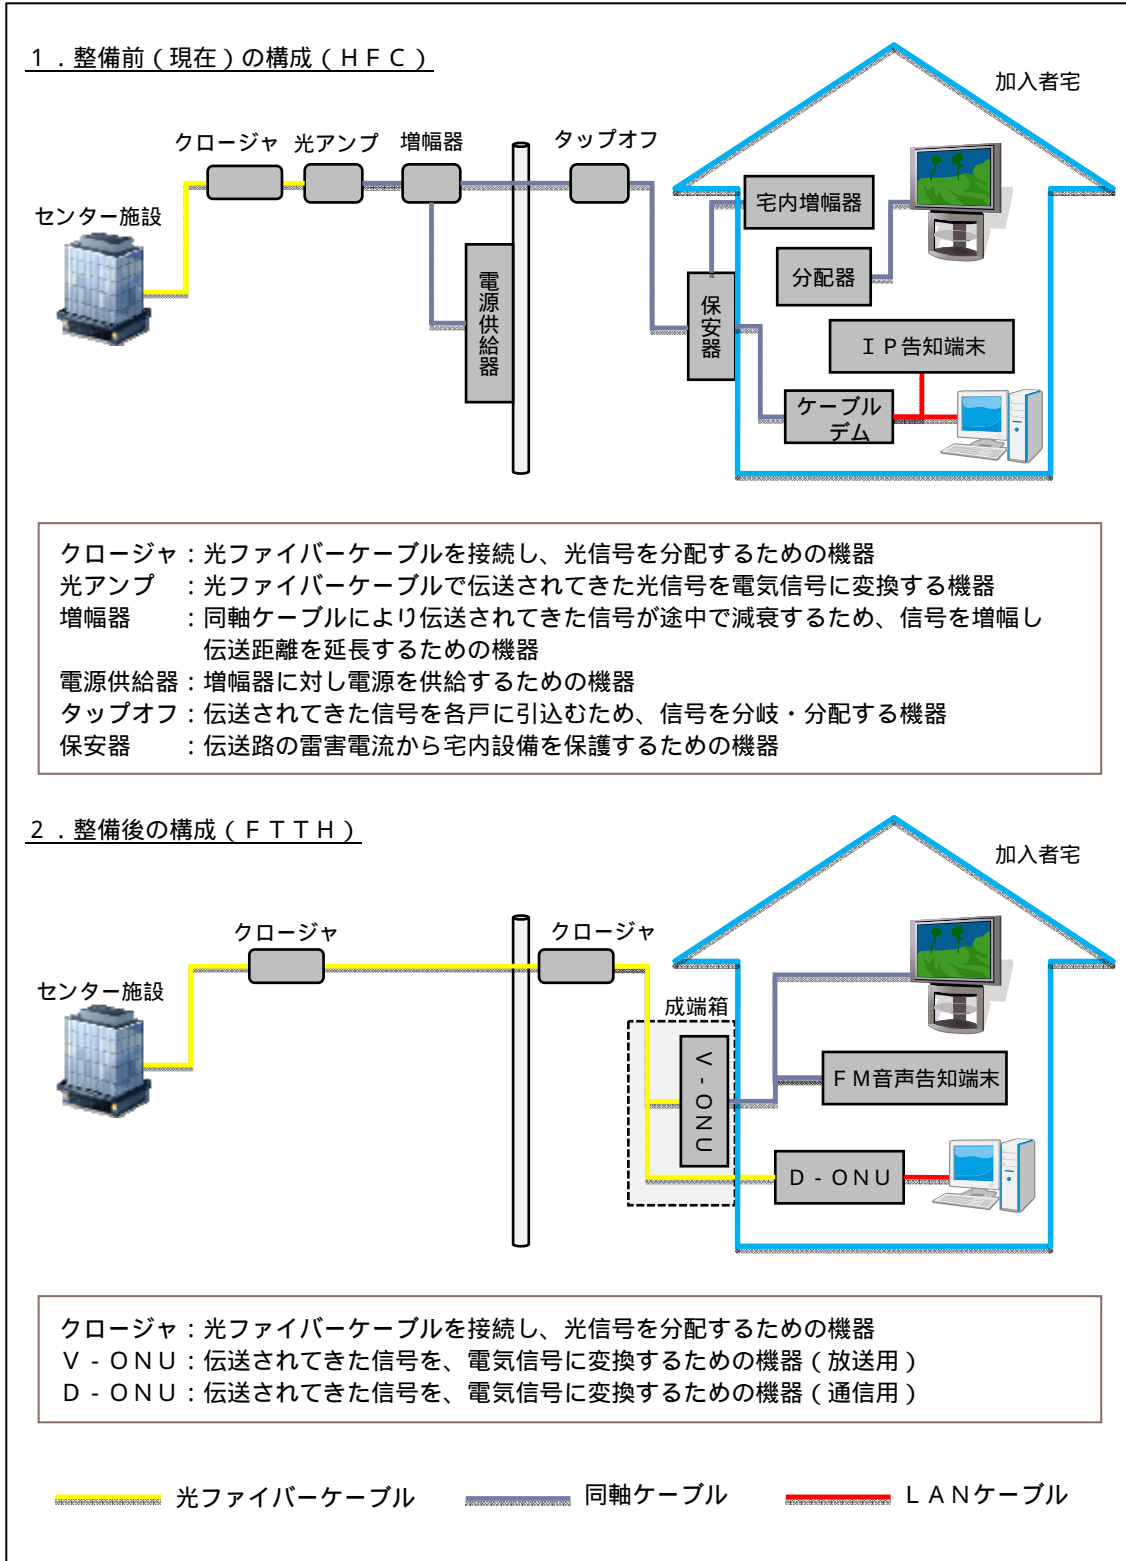 １．整備前（現在）の構成（ＨＦＣ）
加入者宅
クロージャ
光アンプ
増幅器
タップオフ
センター施設
電源供給器
保安器
宅内増幅器
分配器
ＩＰ告知端末
ケーブル
デム
クロージャ：光ファイバーケーブルを接続し、光信号を分配するための機器
光アンプ　：光ファイバーケーブルで伝送されてきた光信号を電気信号に変換する機器
増幅器　　：同軸ケーブルにより伝送されてきた信号が途中で減衰するため、信号を増幅し
伝送距離を延長するための機器
電源供給器：増幅器に対し電源を供給するための機器
タップオフ：伝送されてきた信号を各戸に引込むため、信号を分岐・分配する機器
保安器　　：伝送路の雷害電流から宅内設備を保護するための機器
２．整備後の構成（ＦＴＴＨ）
加入者宅
クロージャ
クロージャ
センター施設
成端箱
Ｖ‐ＯＮＵ
ＦＭ音声告知端末
Ｄ‐ＯＮＵ
クロージャ：光ファイバーケーブルを接続し、光信号を分配するための機器
Ｖ‐ＯＮＵ：伝送されてきた信号を、電気信号に変換するための機器（放送用）
Ｄ‐ＯＮＵ：伝送されてきた信号を、電気信号に変換するための機器（通信用）
光ファイバーケーブル
同軸ケーブル
ＬＡＮケーブル